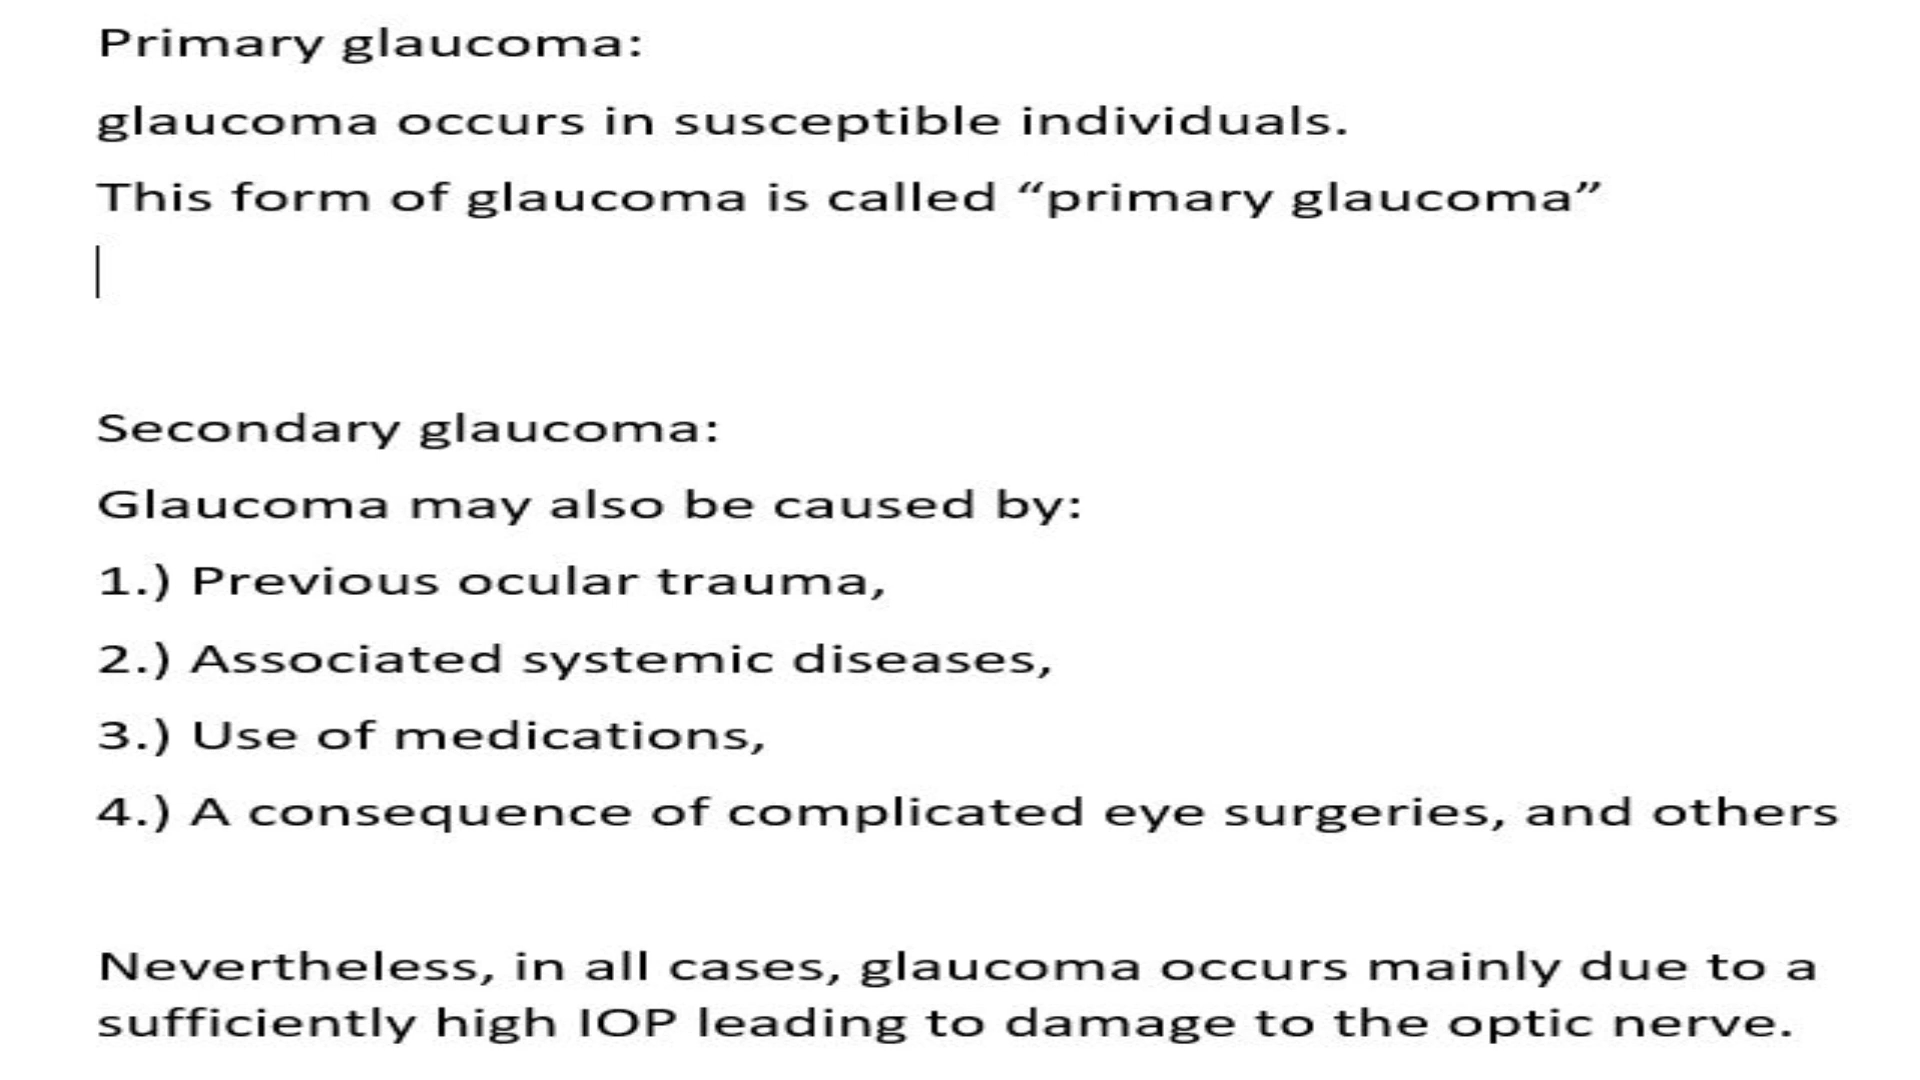 Primary glaucoma:
glaucoma occurs in susceptible individuals.
This form of glaucoma is called “primary glaucoma”
Secondary glaucoma:
Glaucoma may also be caused by:
1.) Previous ocular trauma,
2.) Associated systemic diseases,
3.) Use of medications,
4.) A consequence of complicated eye surgeries, and others
Nevertheless, in all cases, glaucoma occurs mainly due to a
sufficiently high IOP leading to damage to the optic nerve.